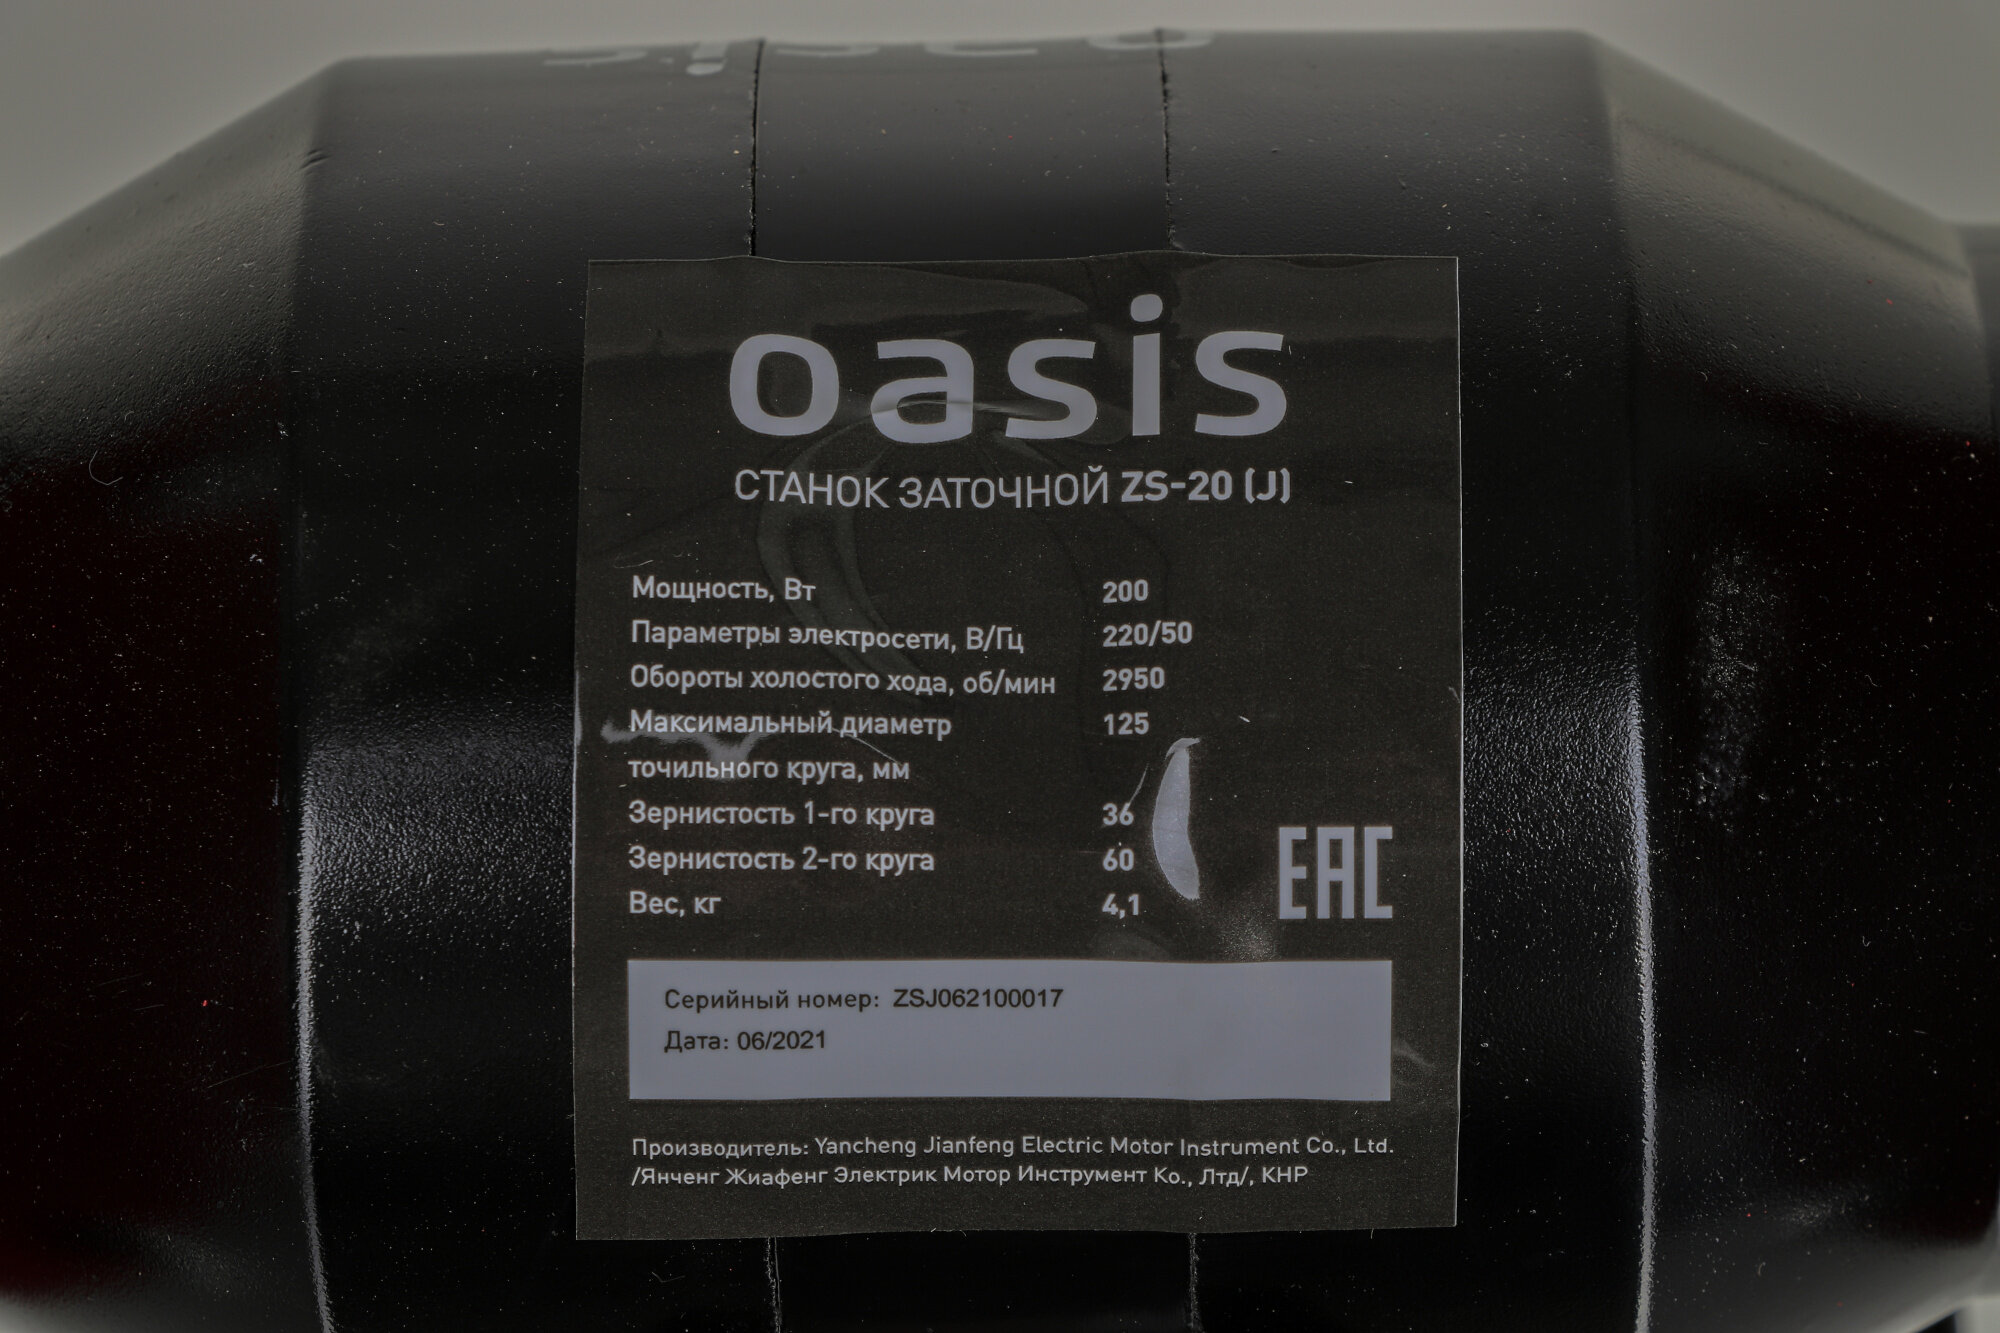 oasis
oasis
СТАНОК ЗАТОЧНОЙ ZS-20 (J)
Мощность, Вт 200
Параметры электросети, В/Гц 220/50
Обороты холостого хода, об/мин 2950
Максимальный диаметр 125
точильного круга, мм
Зернистость 1-го круга 36
Зернистость 2-го круга 60
Вес, кг 4,1
EAC
Серийный номер: ZSJ062100017
Дата: 06/2021
Производитель: Yancheng Jianfeng Electric Motor Instrument Co., Ltd.
/Янченг Жиафенг Электрик Мотор Инструмент Ко., Лтд/, КНР